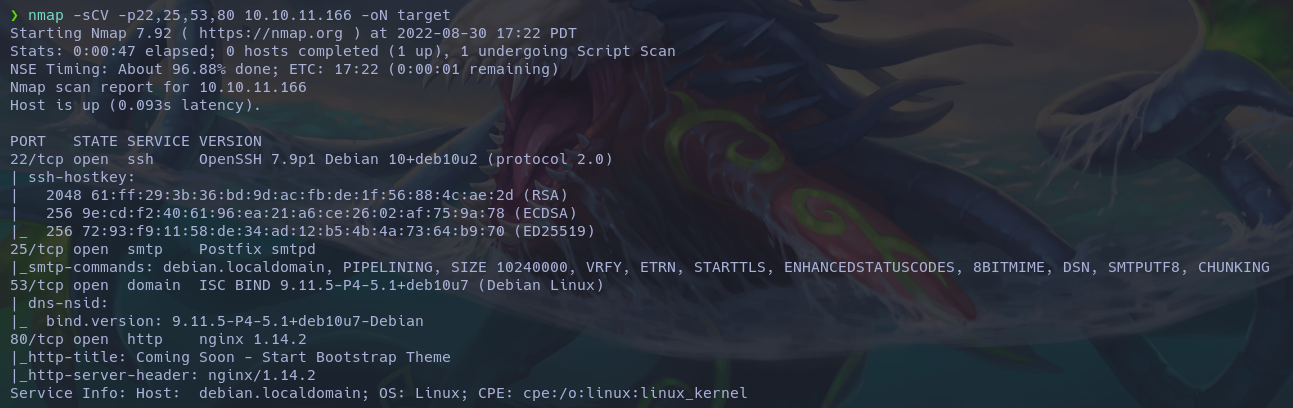 ❯ nmap -sCV -p22,25,53,80 10.10.11.166 -oN target
Starting Nmap 7.92 ( https://nmap.org ) at 2022-08-30 17:22 PDT
Stats: 0:00:47 elapsed; 0 hosts completed (1 up), 1 undergoing Script Scan
NSE Timing: About 96.88% done; ETC: 17:22 (0:00:01 remaining)
Nmap scan report for 10.10.11.166
Host is up (0.093s latency).

PORT   STATE SERVICE VERSION
22/tcp open  ssh     OpenSSH 7.9p1 Debian 10+deb10u2 (protocol 2.0)
| ssh-hostkey:
|   2048 61:ff:29:3b:36:bd:9d:ac:fb:de:1f:56:88:4c:ae:2d (RSA)
|   256 9e:cd:f2:40:61:96:ea:21:a6:ce:26:02:af:75:9a:78 (ECDSA)
|_  256 72:93:f9:11:58:de:34:ad:12:b5:4b:4a:73:64:b9:70 (ED25519)
25/tcp open  smtp    Postfix smtpd
|_smtp-commands: debian.localdomain, PIPELINING, SIZE 10240000, VRFY, ETRN, STARTTLS, ENHANCEDSTATUSCODES, 8BITMIME, DSN, SMTPUTF8, CHUNKING
53/tcp open  domain  ISC BIND 9.11.5-P4-5.1+deb10u7 (Debian Linux)
| dns-nsid:
|_  bind.version: 9.11.5-P4-5.1+deb10u7-Debian
80/tcp open  http    nginx 1.14.2
|_http-title: Coming Soon - Start Bootstrap Theme
|_http-server-header: nginx/1.14.2
Service Info: Host:  debian.localdomain; OS: Linux; CPE: cpe:/o:linux:linux_kernel